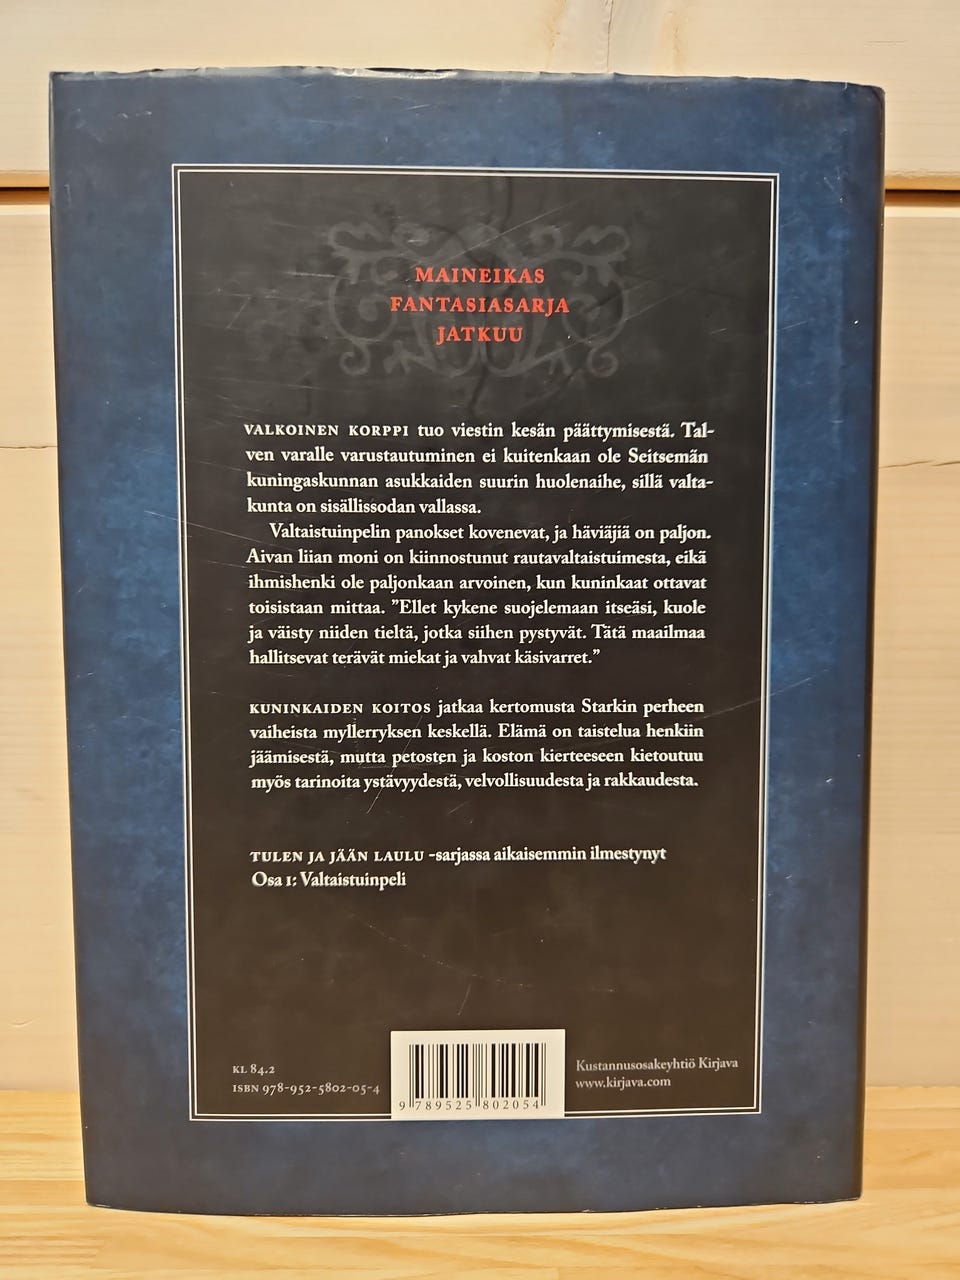 MAINEIKAS
FANTASIASARJA
JATKUU
VALKOINEN KORPPI tuo viestin kesän päättymisestä. Tal-
ven varalle varustautuminen ei kuitenkaan ole Seitsemän
kuningaskunnan asukkaiden suurin huolenaihe, sillä valta-
kunta on sisällissodan vallassa.
Valtaistuinpelin panokset kovenevat, ja häviäjiä on paljon.
Aivan liian moni on kiinnostunut rautavaltaistuimesta, eikä
ihmishenki ole paljonkaan arvoinen, kun kuninkaat ottavat
toisistaan mittaa. ”Ellet kykene suojelemaan itseäsi, kuole
ja väisty niiden tieltä, jotka siihen pystyvät. Tätä maailmaa
hallitsevat terävät miekat ja vahvat käsivarret.”
KUNINKAIDEN KOITOS jatkaa kertomusta Starkin perheen
vaiheista myllerryksen keskellä. Elämä on taistelua henkiin
jäämisestä, mutta petosten ja koston kierteeseen kietoutuu
myös tarinoita ystävyydestä, velvollisuudesta ja rakkaudesta.
TULEN JA JÄÄN LAULU -sarjassa aikaisemmin ilmestynyt
Osa 1: Valtaistuinpeli
KL 84.2
ISBN 978-952-5802-05-4
9 789525 802054
Kustannusosakeyhtiö Kirjava
www.kirjava.com